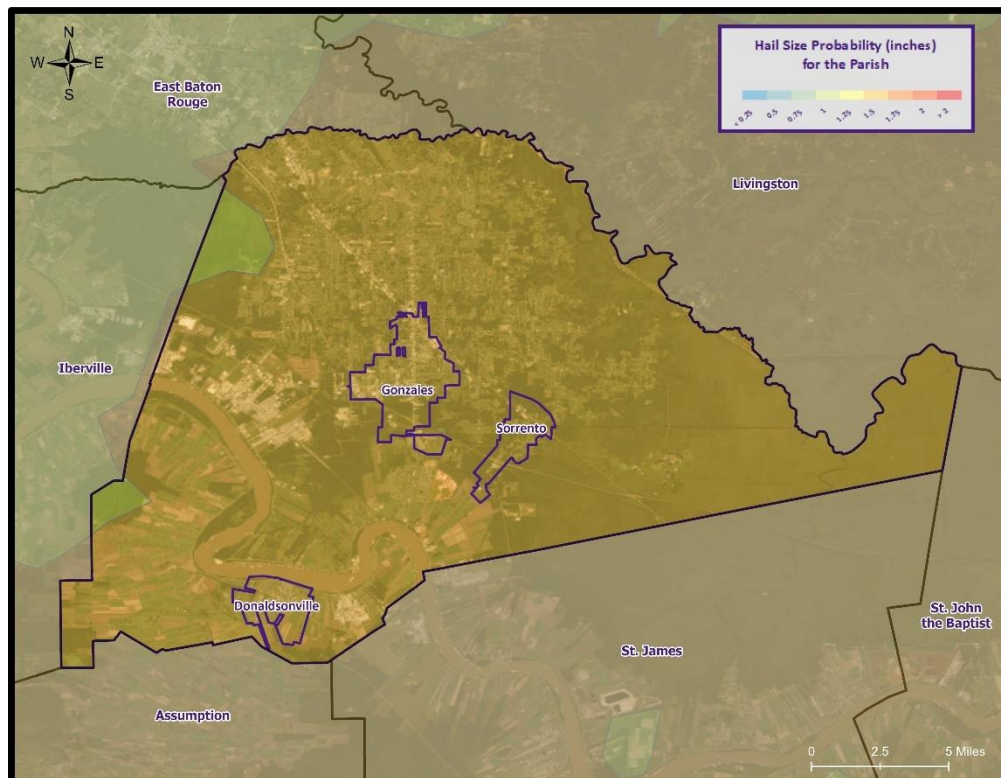 N
W E
S
Hail Size Probability (inches)
for the Parish
< 0.25 0.5 0.75 1 1.25 1.5 1.75 2 > 2
East Baton
Rouge
Livingston
Iberville
Gonzales
Sorrento
Donaldsonville
St. John
the Baptist
St. James
Assumption
0 2.5 5 Miles